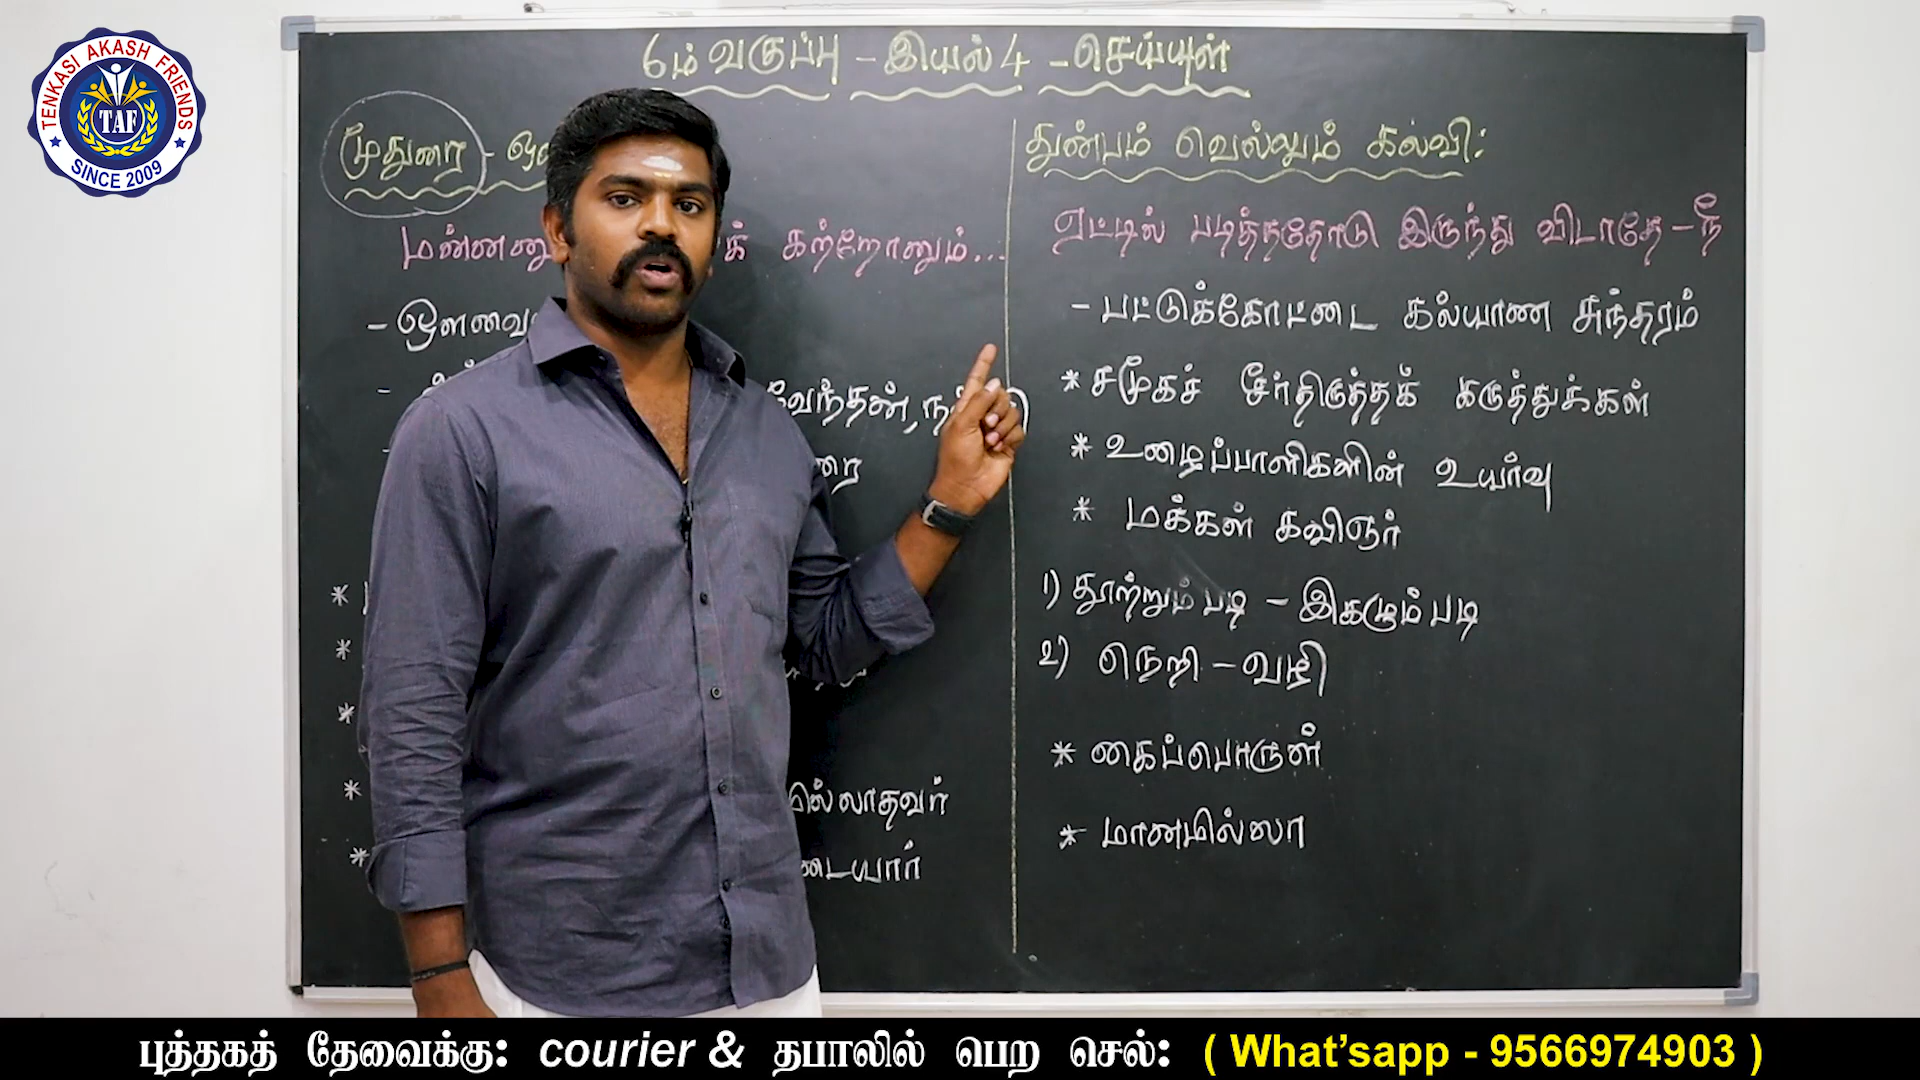 TENKASI AKASH FRIENDS
TAF
SINCE 2009
6ம் வகுப்பு - இயல் 4 - செய்யுள்
மூதுரை -
மன்னனு க் கற்றோனும்...
- ஔவை
வேந்தன்,
துன்பம் வெல்லும் கல்வி:
ஏட்டில் படித்ததோடு இருந்து விடாதே - நீ
- பட்டுக்கோட்டை கல்யாண சுந்தரம்
* சமூகச் சீர்திருத்தக் கருத்துக்கள்
* உழைப்பாளிகளின் உயர்வு
* மக்கள் கவிஞர்
1) தூற்றும் படி - இகழும் படி
2) நெறி - வழி
* கைப்பொருள்
* மானமில்லா
புத்தகத் தேவைக்கு: courier & தபாலில் பெற செல்: ( What'sapp - 9566974903 )